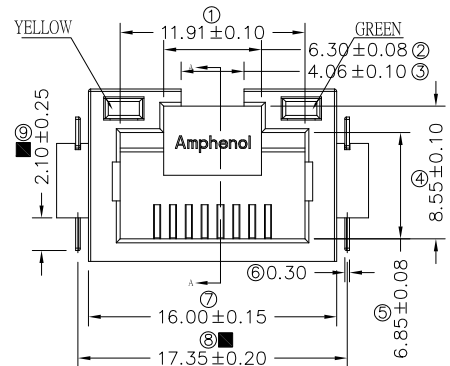 ①
11.91±0.10
YELLOW
GREEN
6.30±0.08 ②
4.06±0.10 ③
A
Amphenol
⑨ 2.10±0.25
④ 8.55±0.10
⑤ 6.85±0.08
A
⑥ 0.30
⑦
16.00±0.15
⑧
17.35±0.20